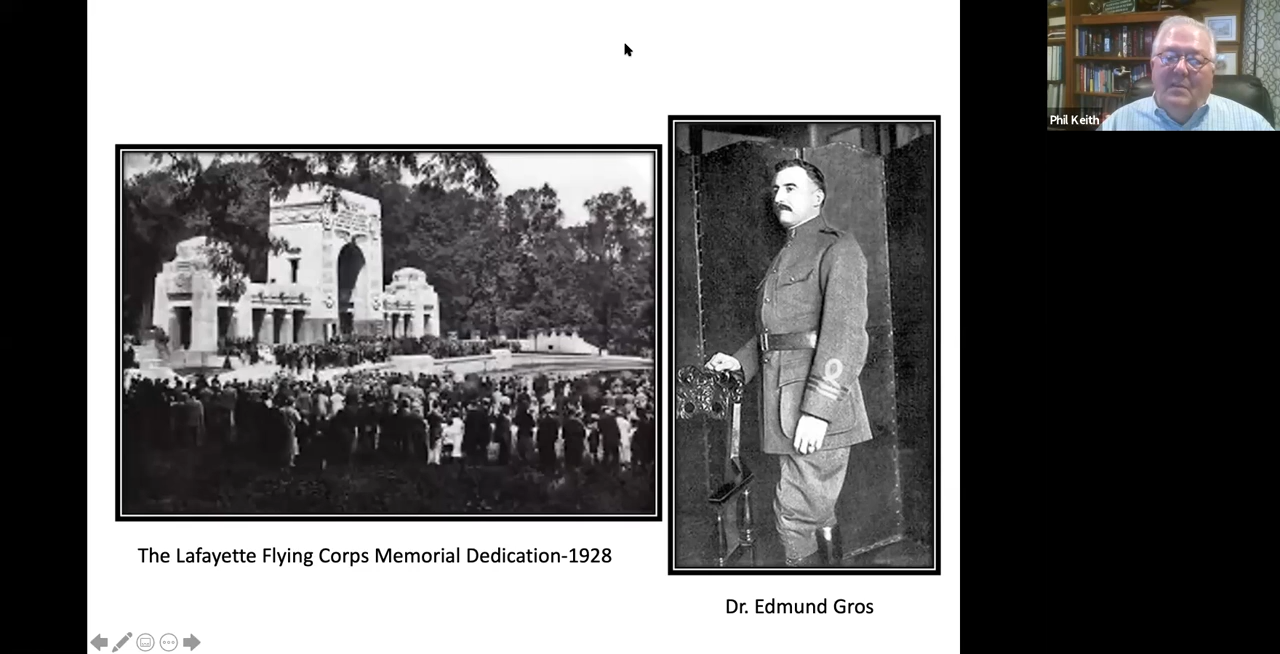 Phil Keith
The Lafayette Flying Corps Memorial Dedication-1928
Dr. Edmund Gros